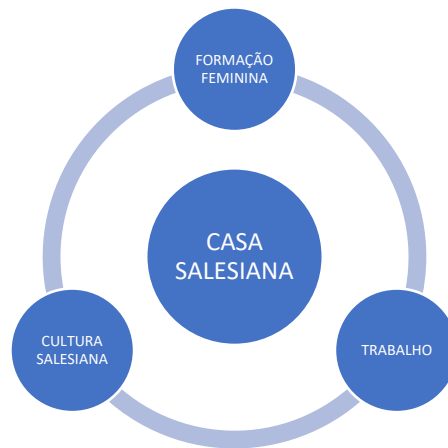 FORMAÇÃO
FEMININA
CASA
SALESIANA
CULTURA
SALESIANA
TRABALHO